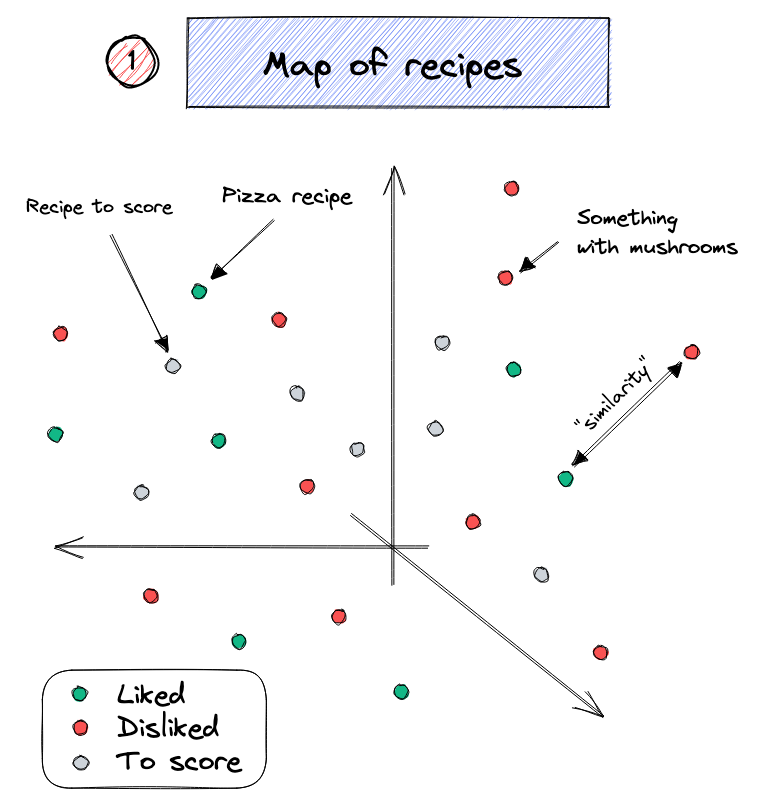 1
Map of recipes
Recipe to score
Pizza recipe
Something
with mushrooms
"similarity"
Liked
Disliked
To score